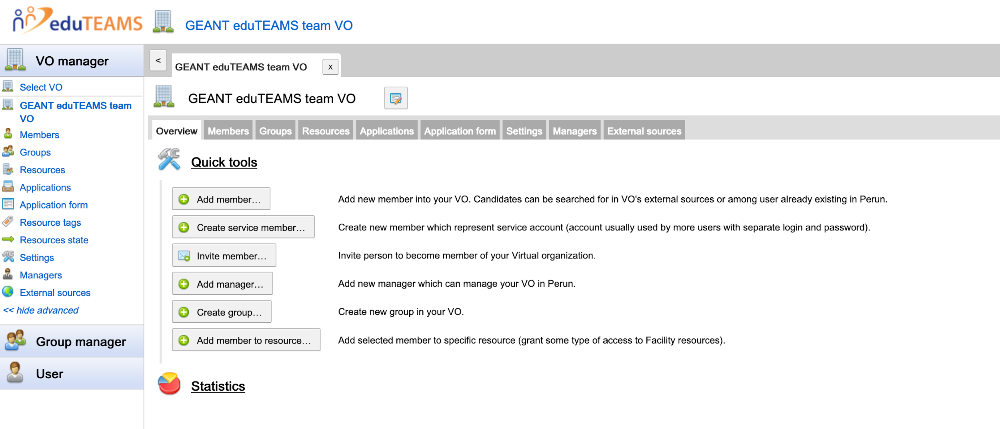 eduTEAMS
GEANT eduTEAMS team VO
VO manager
Select VO
GEANT eduTEAMS team
VO
Members
Groups
Resources
Applications
Application form
Resource tags
Resources state
Settings
Managers
External sources
<< hide advanced
Group manager
User
<
GEANT eduTEAMS team VO
x
GEANT eduTEAMS team VO
Overview
Members
Groups
Resources
Applications
Application form
Settings
Managers
External sources
Quick tools
Add member…
Add new member into your VO. Candidates can be searched for in VO's external sources or among user already existing in Perun.
Create service member…
Create new member which represent service account (account usually used by more users with separate login and password).
Invite member…
Invite person to become member of your Virtual organization.
Add manager…
Add new manager which can manage your VO in Perun.
Create group…
Create new group in your VO.
Add member to resource…
Add selected member to specific resource (grant some type of access to Facility resources).
Statistics